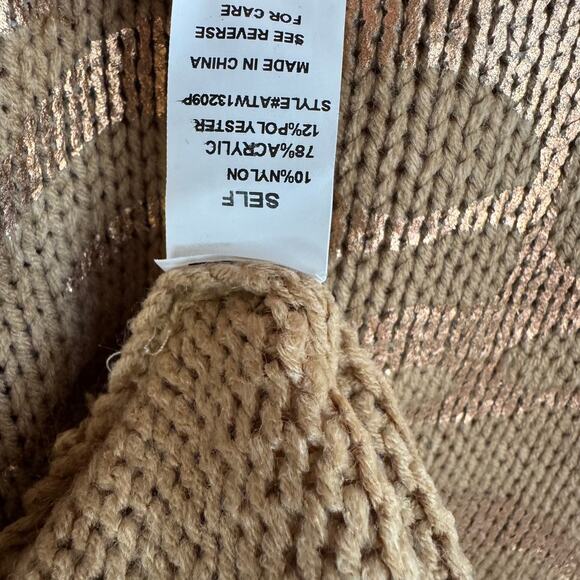 SELF
10%NYLON
78%ACRYLIC
12%POLYESTER
STYLE#ATW13209P
MADE IN CHINA
SEE REVERSE
FOR CARE